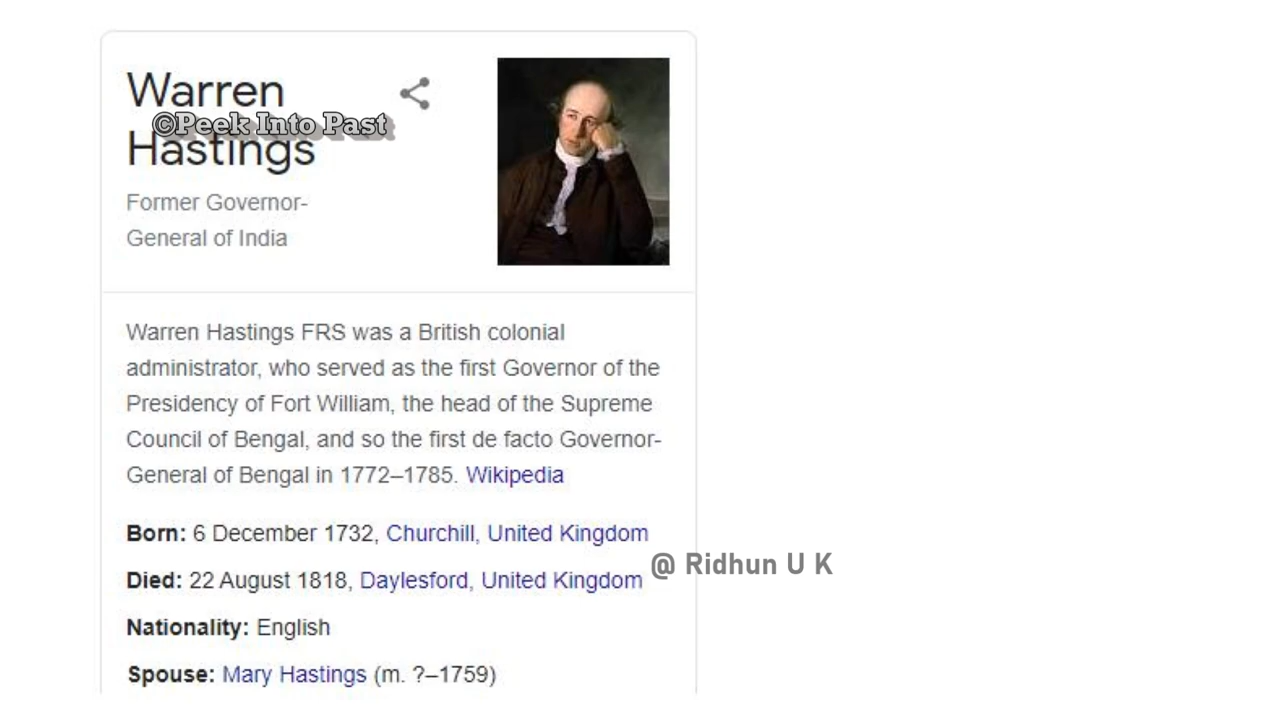 Warren
©Peek Into Past
Hastings
Former Governor-
General of India
Warren Hastings FRS was a British colonial
administrator, who served as the first Governor of the
Presidency of Fort William, the head of the Supreme
Council of Bengal, and so the first de facto Governor-
General of Bengal in 1772–1785. Wikipedia
Born: 6 December 1732, Churchill, United Kingdom
@ Ridhun U K
Died: 22 August 1818, Daylesford, United Kingdom
Nationality: English
Spouse: Mary Hastings (m. ?–1759)